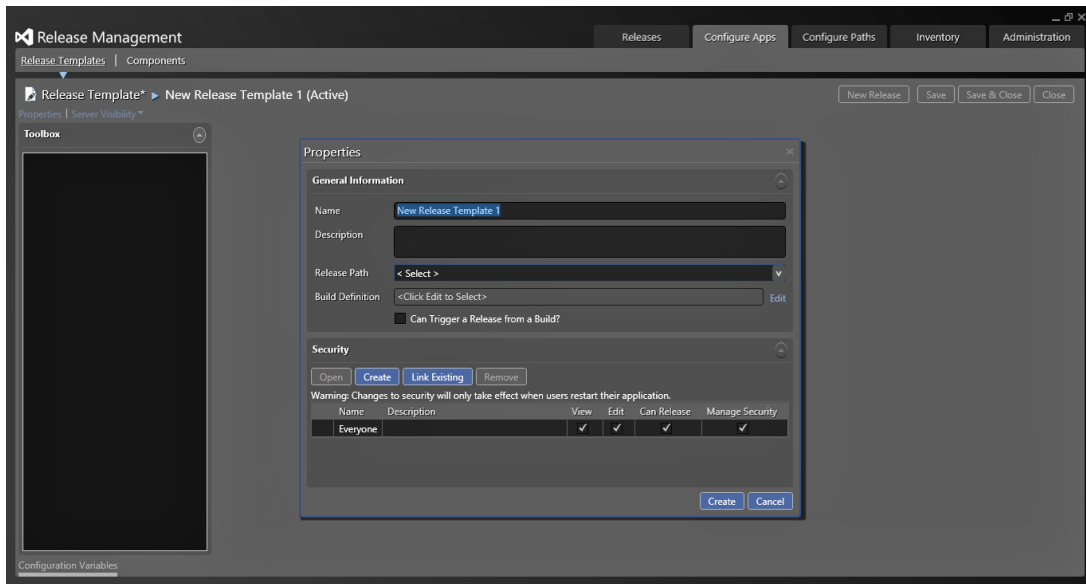 Release Management
Releases
Configure Apps
Configure Paths
Inventory
Administration
Release Templates | Components
Release Template* ▶ New Release Template 1 (Active)
New Release
Save
Save & Close
Close
Properties | Server Visibility
Toolbox
Properties
General Information
Name
New Release Template 1
Description
Release Path
< Select >
Build Definition
<Click Edit to Select>
Edit
Can Trigger a Release from a Build?
Security
Open
Create
Link Existing
Remove
Warning: Changes to security will only take effect when users restart their application.
Name Description View Edit Can Release Manage Security
Everyone
Create
Cancel
Configuration Variables